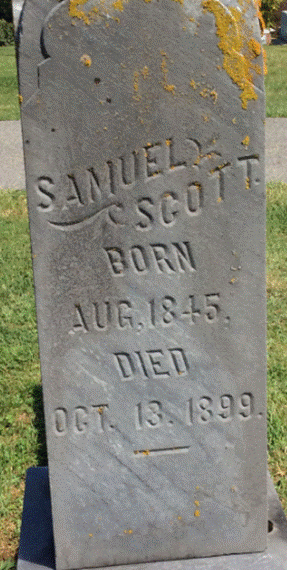 SAMUEL
SCOTT.
BORN
AUG, 1845,
DIED
OCT. 13. 1899.